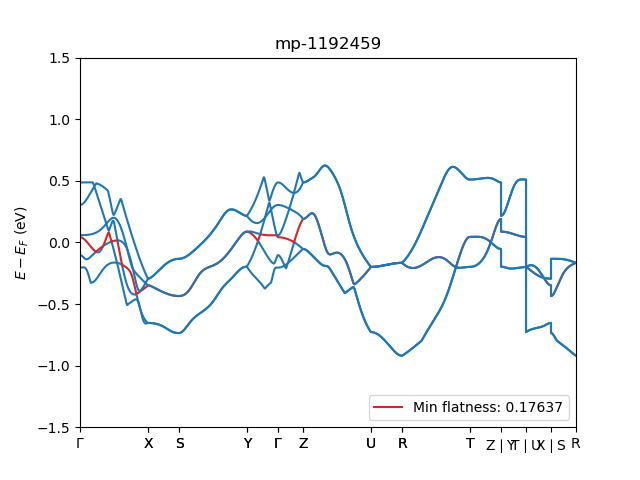 mp-1192459
E − E_F (eV)
1.5
1.0
0.5
0.0
−0.5
−1.0
−1.5
Min flatness: 0.17637
Γ X S Y Γ Z U R T Z | Y T | U X | S R